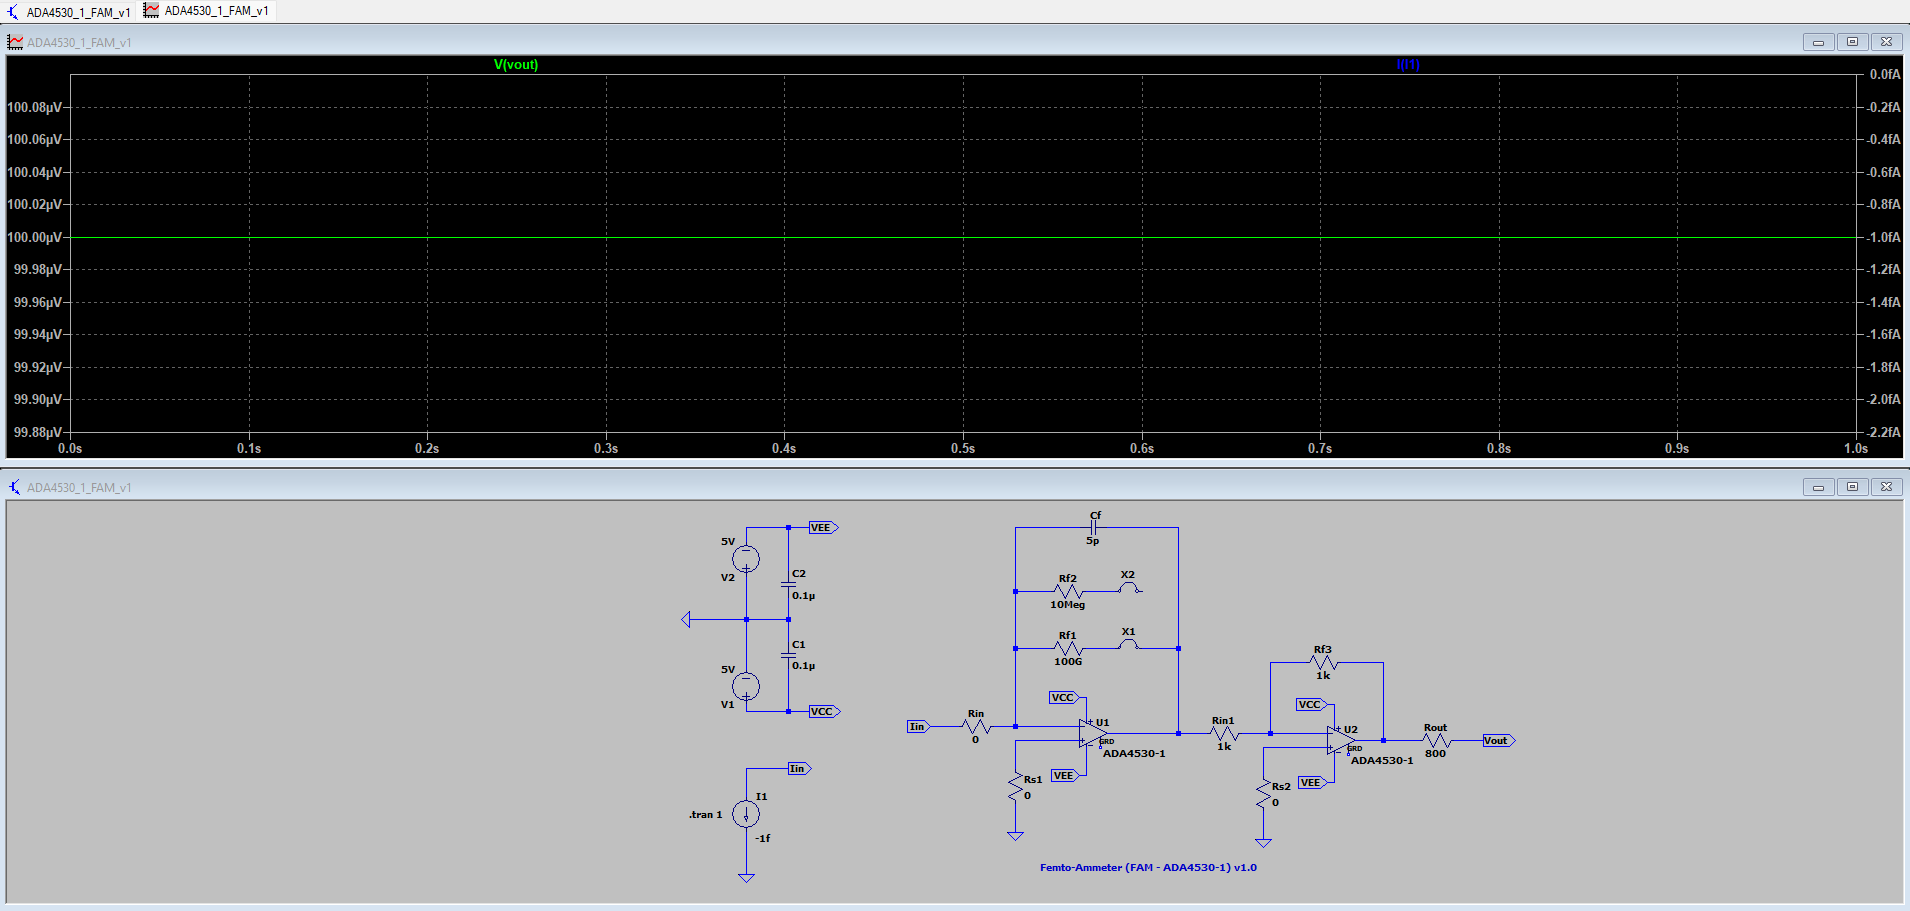 ADA4530_1_FAM_v1 ADA4530_1_FAM_v1
ADA4530_1_FAM_v1
V(vout) I(I1)
0.0fA
100.08µV -0.2fA
100.06µV -0.4fA
100.04µV -0.6fA
100.02µV -0.8fA
100.00µV -1.0fA
99.98µV -1.2fA
99.96µV -1.4fA
99.94µV -1.6fA
99.92µV -1.8fA
99.90µV -2.0fA
99.88µV -2.2fA
0.0s 0.1s 0.2s 0.3s 0.4s 0.5s 0.6s 0.7s 0.8s 0.9s 1.0s
ADA4530_1_FAM_v1
VEE
5V
V2
C2
0.1µ
C1
0.1µ
5V
V1
VCC
Iin
I1
.tran 1
-1f
Cf
5p
Rf2
10Meg
X2
Rf1
100G
X1
VCC
Iin
Rin
0
U1
GRD
ADA4530-1
VEE
Rs1
0
Rin1
1k
Rf3
1k
VCC
U2
GRD
ADA4530-1
VEE
Rs2
0
Rout
800
Vout
Femto-Ammeter (FAM - ADA4530-1) v1.0